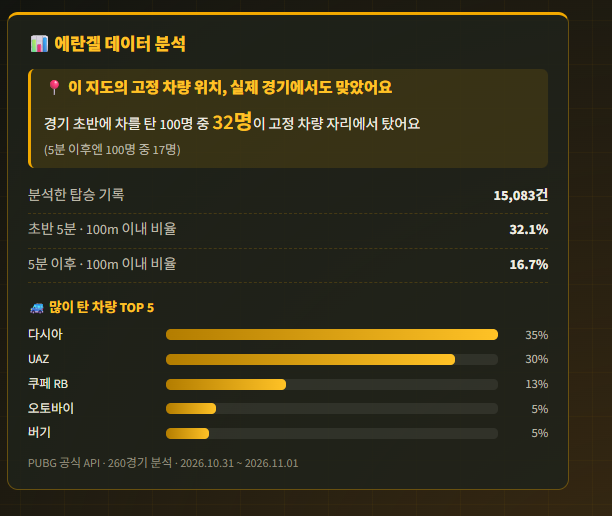 에란겔 데이터 분석
이 지도의 고정 차량 위치, 실제 경기에서도 맞았어요
경기 초반에 차를 탄 100명 중 32명이 고정 차량 자리에서 탔어요
(5분 이후엔 100명 중 17명)
분석한 탑승 기록 15,083건
초반 5분 · 100m 이내 비율 32.1%
5분 이후 · 100m 이내 비율 16.7%
많이 탄 차량 TOP 5
다시아 35%
UAZ 30%
쿠페 RB 13%
오토바이 5%
버기 5%
PUBG 공식 API · 260경기 분석 · 2026.10.31 ~ 2026.11.01